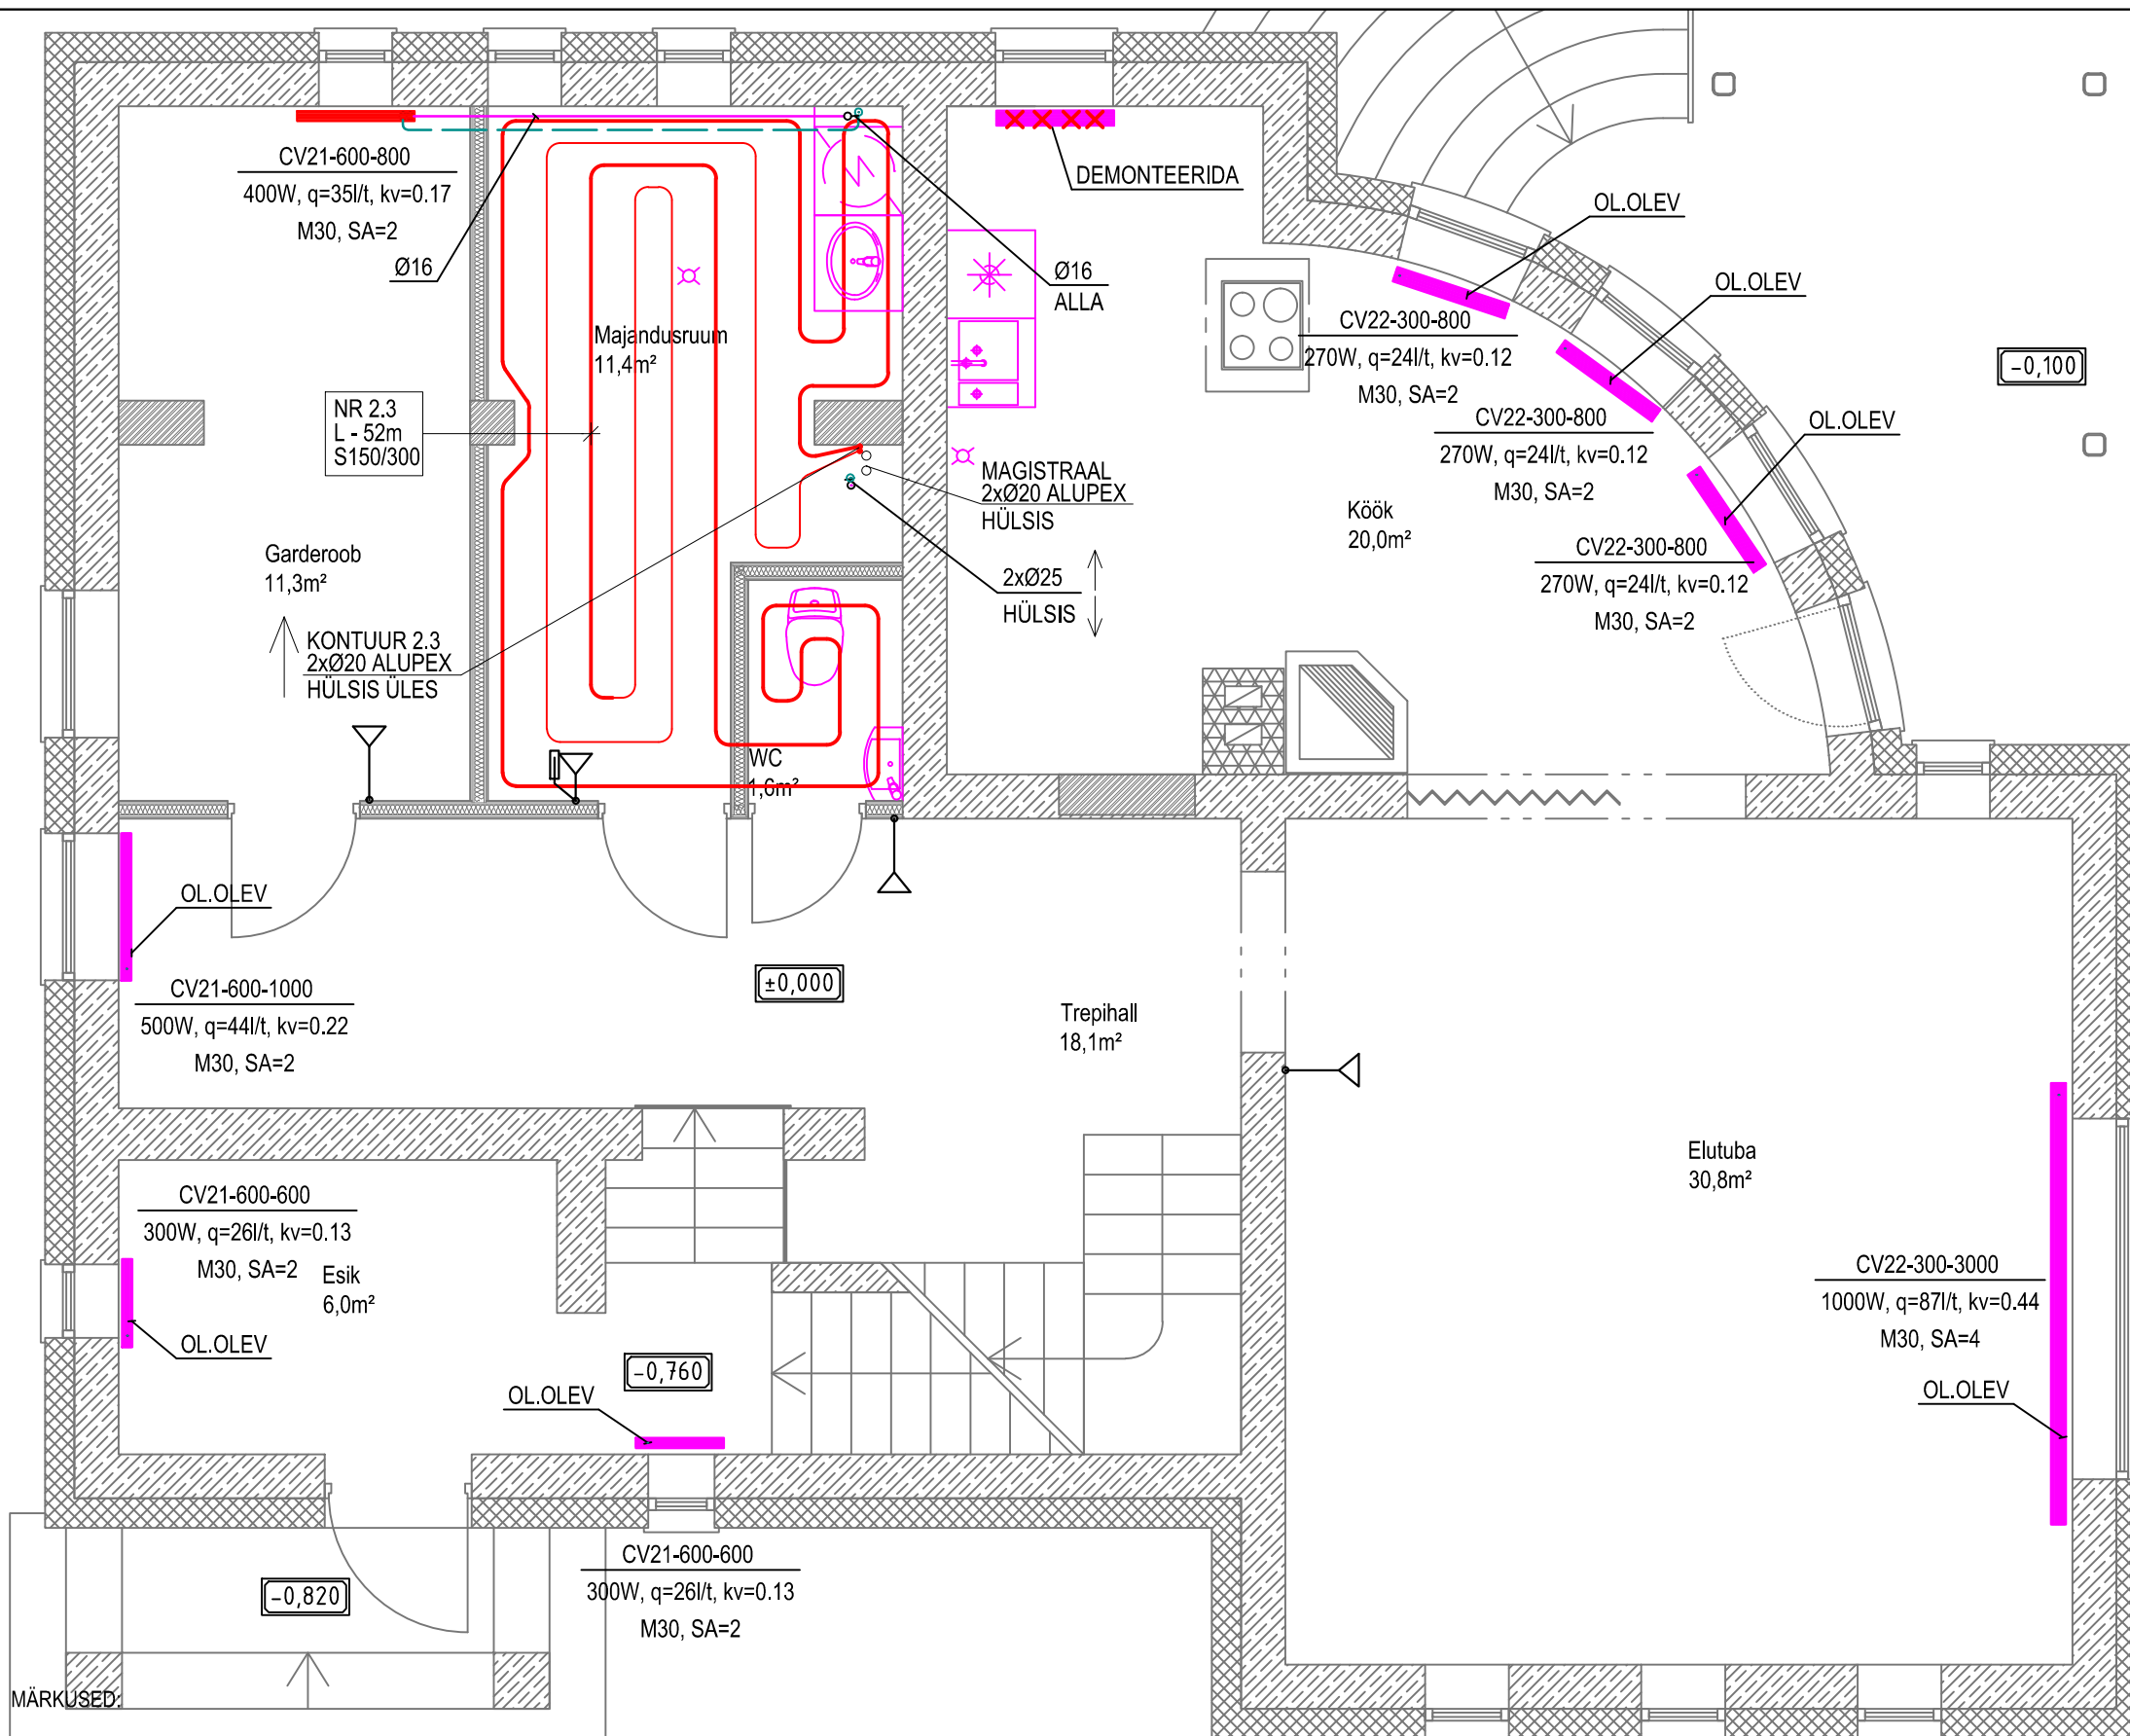 CV21-600-800
400W, q=35l/t, kv=0.17
M30, SA=2
Ø16
DEMONTEERIDA
OL.OLEV
Ø16
ALLA
OL.OLEV
CV22-300-800
270W, q=24l/t, kv=0.12
M30, SA=2
-0,100
Majandusruum
11,4m²
NR 2.3
L - 52m
S150/300
CV22-300-800
270W, q=24l/t, kv=0.12
M30, SA=2
OL.OLEV
MAGISTRAAL
2xØ20 ALUPEX
HÜLSIS
Köök
20,0m²
CV22-300-800
270W, q=24l/t, kv=0.12
M30, SA=2
Garderoob
11,3m²
2xØ25
HÜLSIS
KONTUUR 2.3
2xØ20 ALUPEX
HÜLSIS ÜLES
WC
1,6m²
OL.OLEV
CV21-600-1000
500W, q=44l/t, kv=0.22
M30, SA=2
±0,000
Trepihall
18,1m²
Elutuba
30,8m²
CV21-600-600
300W, q=26l/t, kv=0.13
M30, SA=2
Esik
6,0m²
OL.OLEV
CV22-300-3000
1000W, q=87l/t, kv=0.44
M30, SA=4
OL.OLEV
-0,760
OL.OLEV
CV21-600-600
300W, q=26l/t, kv=0.13
M30, SA=2
-0,820
MÄRKUSED: